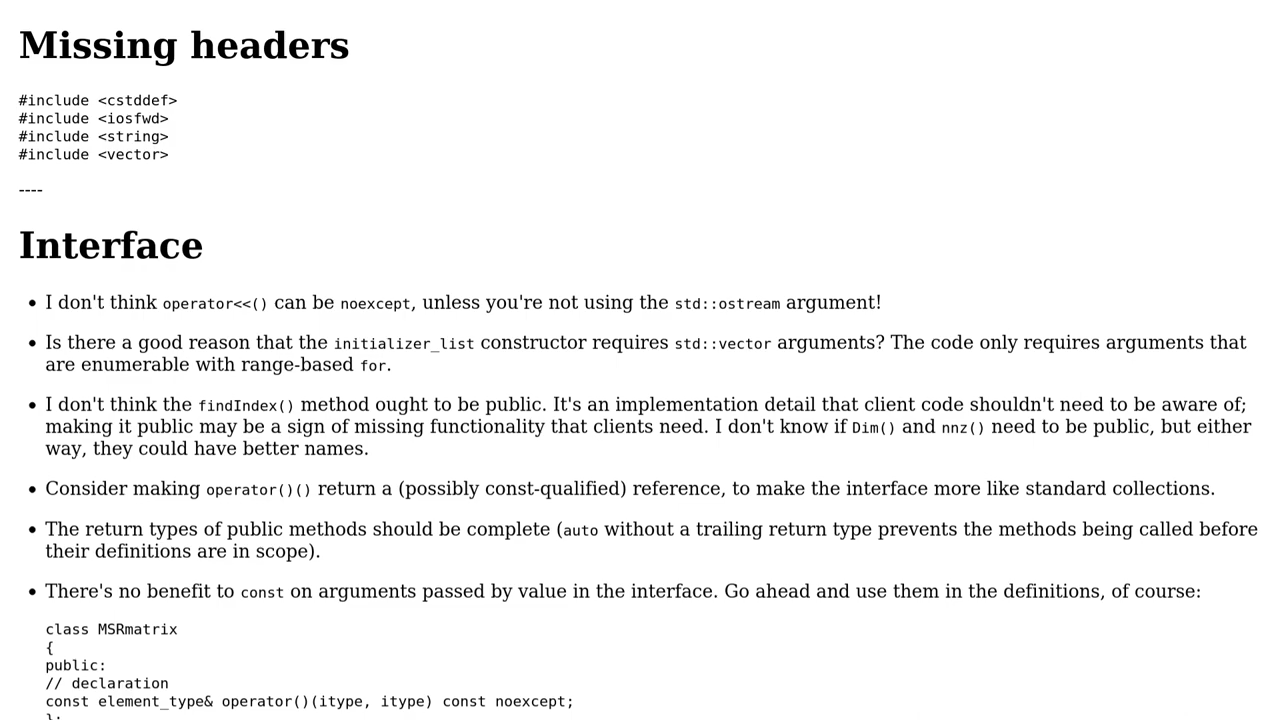 Missing headers
#include <cstddef>
#include <iosfwd>
#include <string>
#include <vector>
----
Interface
• I don't think operator<<() can be noexcept, unless you're not using the std::ostream argument!
• Is there a good reason that the initializer_list constructor requires std::vector arguments? The code only requires arguments that
are enumerable with range-based for.
• I don't think the findIndex() method ought to be public. It's an implementation detail that client code shouldn't need to be aware of;
making it public may be a sign of missing functionality that clients need. I don't know if Dim() and nnz() need to be public, but either
way, they could have better names.
• Consider making operator()() return a (possibly const-qualified) reference, to make the interface more like standard collections.
• The return types of public methods should be complete (auto without a trailing return type prevents the methods being called before
their definitions are in scope).
• There's no benefit to const on arguments passed by value in the interface. Go ahead and use them in the definitions, of course:
class MSRmatrix
{
public:
// declaration
const element_type& operator()(itype, itype) const noexcept;
};